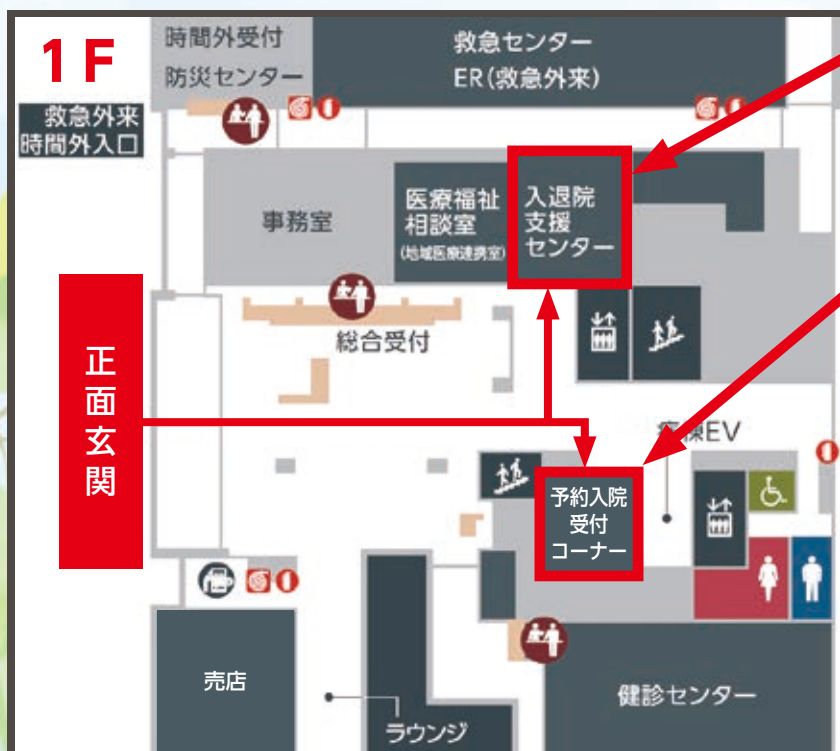 1F
時間外受付
防災センター
救急センター
ER(救急外来)
救急外来
時間外入口
事務室
医療福祉
相談室
(地域医療連携室)
入退院
支援
センター
総合受付
正面玄関
病棟EV
予約入院
受付
コーナー
売店
ラウンジ
健診センター